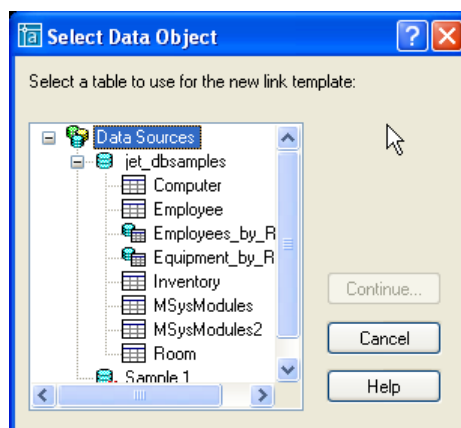 Select Data Object
Select a table to use for the new link template:
Data Sources
jet_dbsamples
Computer
Employee
Employees_by_R
Equipment_by_R
Inventory
MSysModules
MSysModules2
Room
Sample 1
Continue...
Cancel
Help